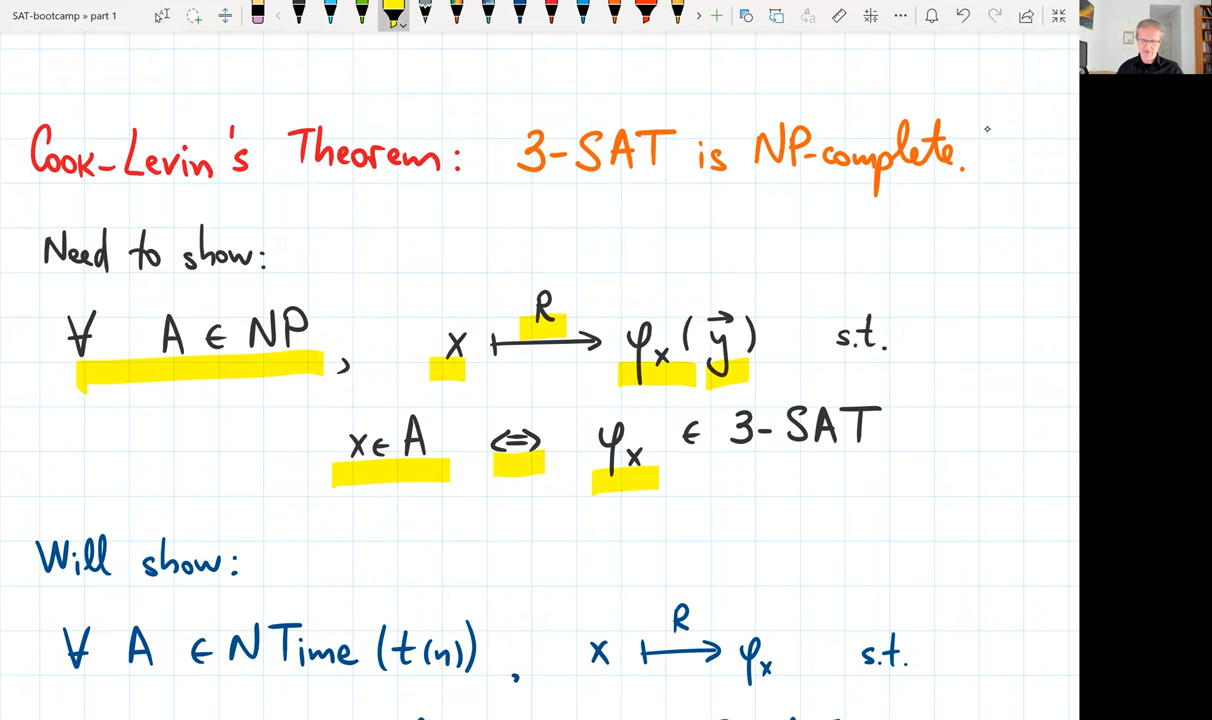 SAT-bootcamp » part 1
Cook-Levin's Theorem: 3-SAT is NP-complete.
Need to show:
∀ A ∈ NP, x ⟼ R φₓ(y⃗) s.t.
x ∈ A ⇔ φₓ ∈ 3-SAT
Will show:
∀ A ∈ NTime(t(n)), x ⟼ R φₓ s.t.